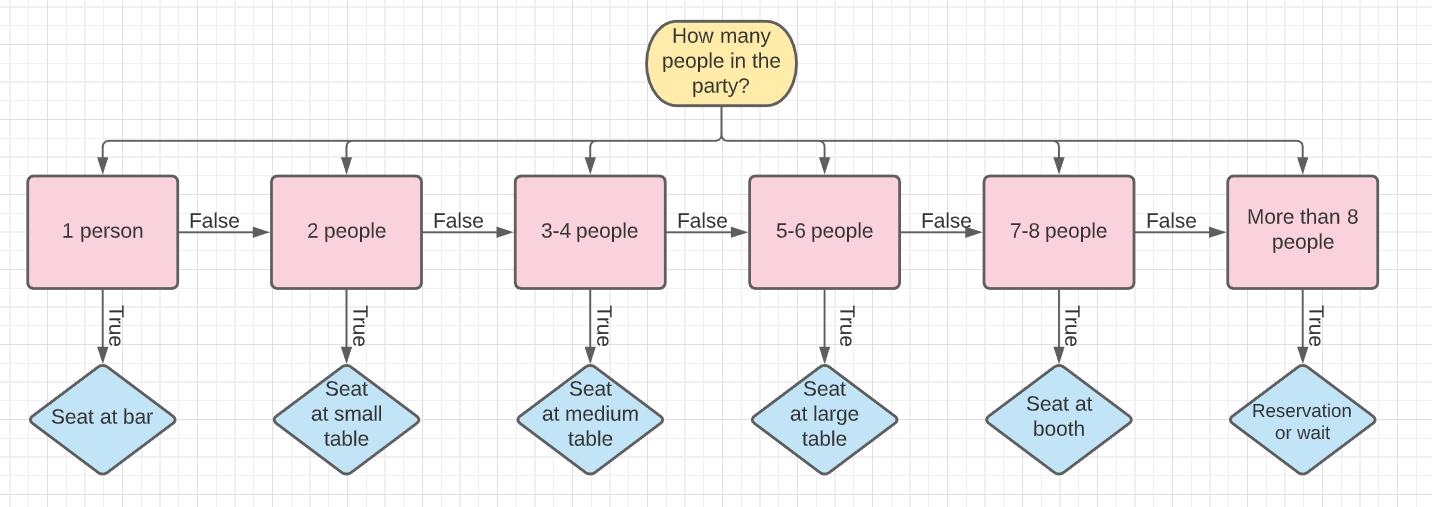 How many
people in the
party?
1 person
False
2 people
False
3-4 people
False
5-6 people
False
7-8 people
False
More than 8
people
True
True
True
True
True
True
Seat at bar
Seat
at small
table
Seat
at medium
table
Seat
at large
table
Seat at
booth
Reservation
or wait